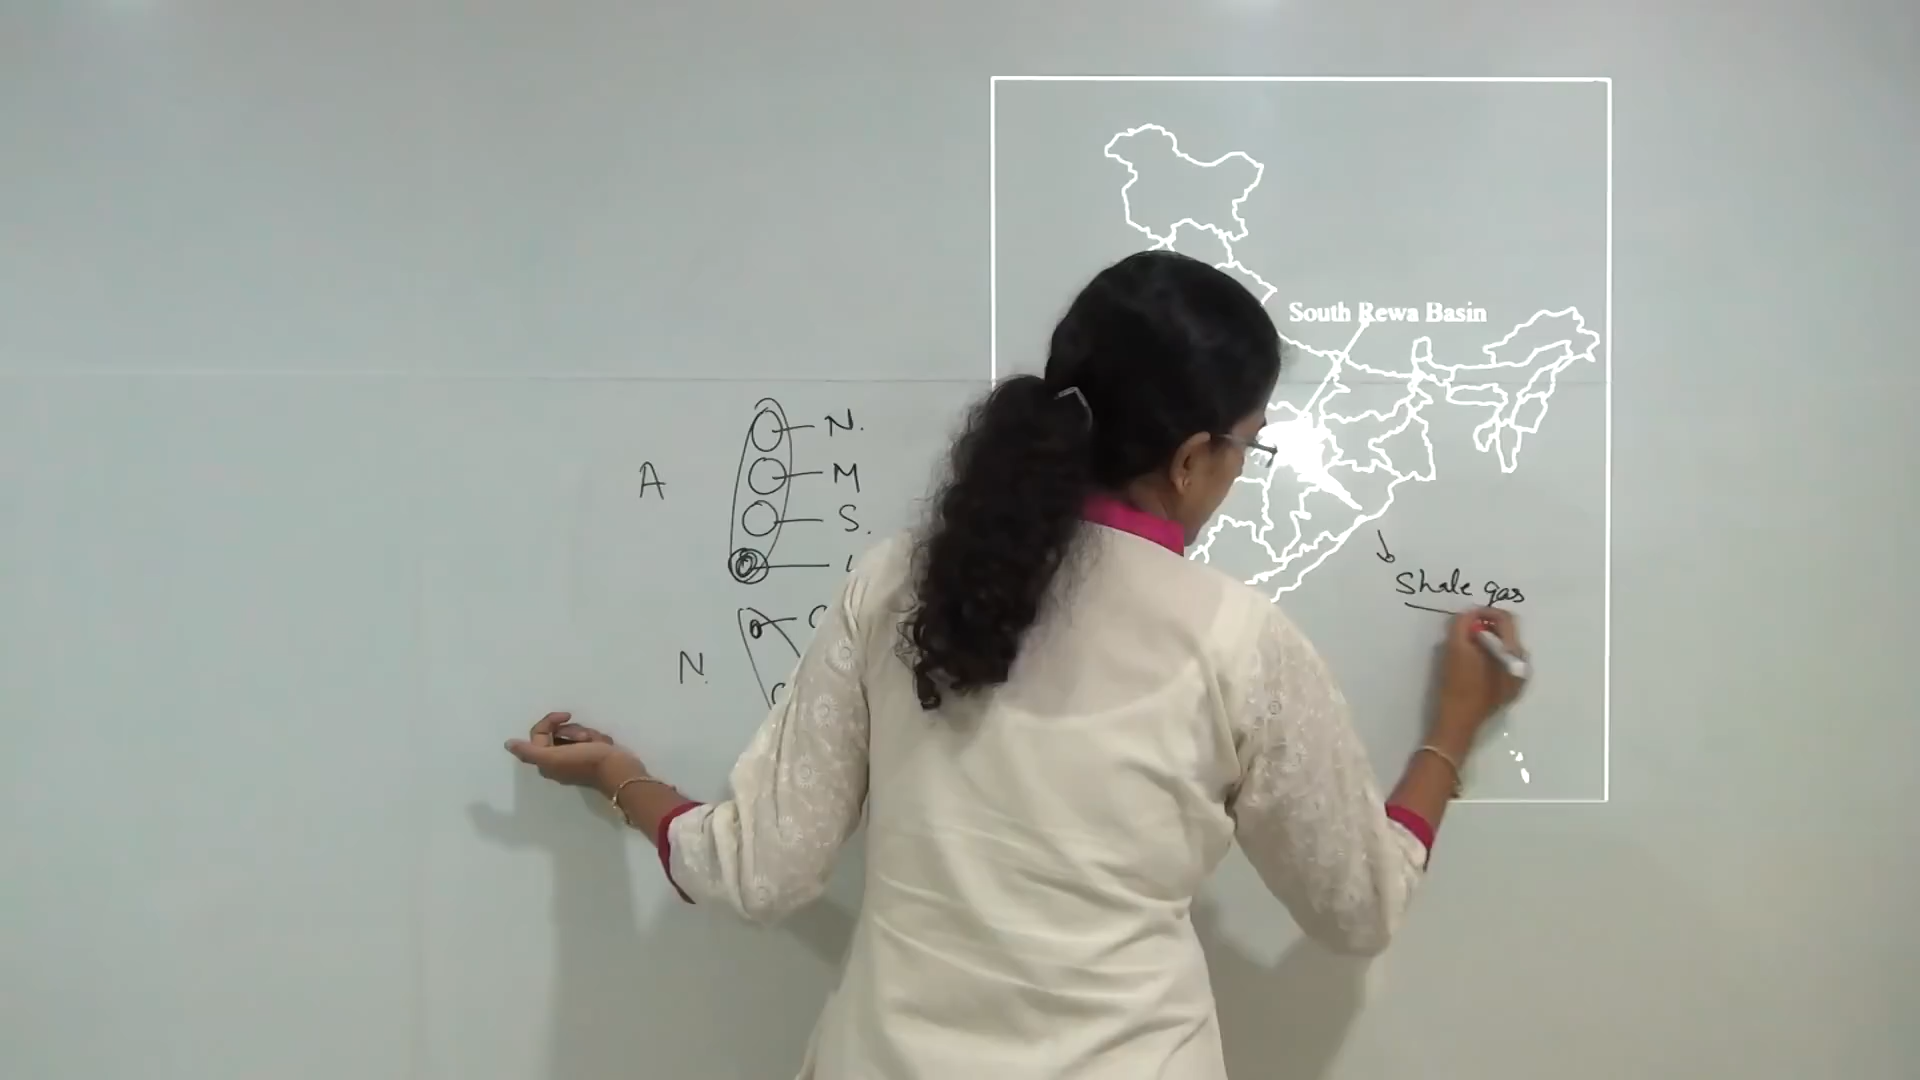 South Rewa Basin
N.
A
M
S.
Shale gas
N.